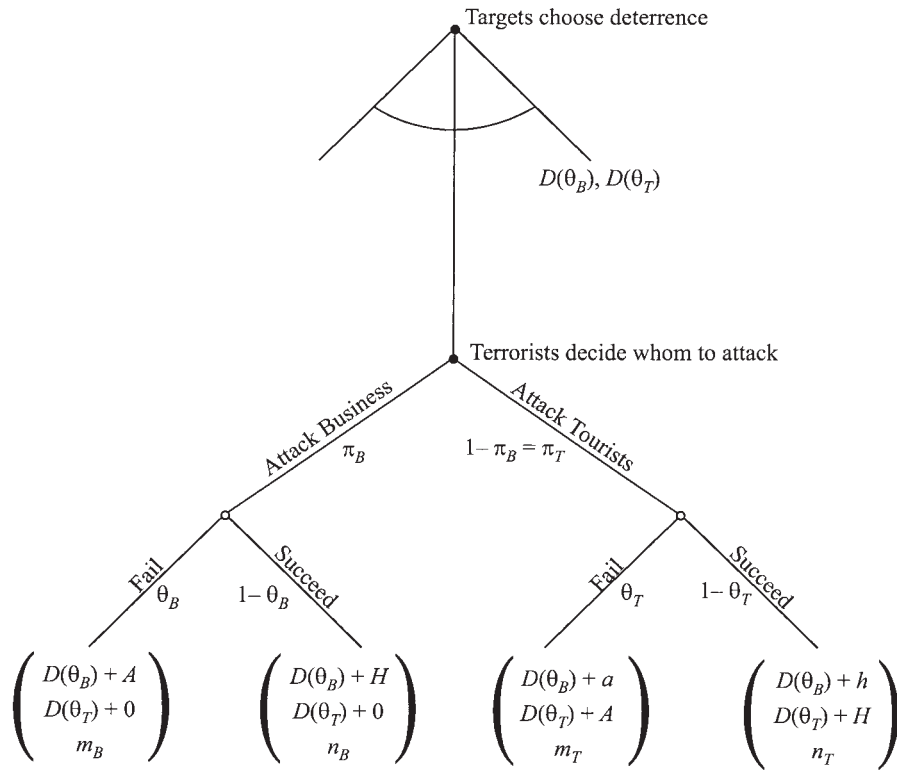 Targets choose deterrence
D(θ_B), D(θ_T)
Terrorists decide whom to attack
Attack Business
Attack Tourists
π_B
1– π_B = π_T
Fail
Succeed
Fail
Succeed
θ_B
1– θ_B
θ_T
1– θ_T
D(θ_B) + A
D(θ_T) + 0
m_B
D(θ_B) + H
D(θ_T) + 0
n_B
D(θ_B) + a
D(θ_T) + A
m_T
D(θ_B) + h
D(θ_T) + H
n_T